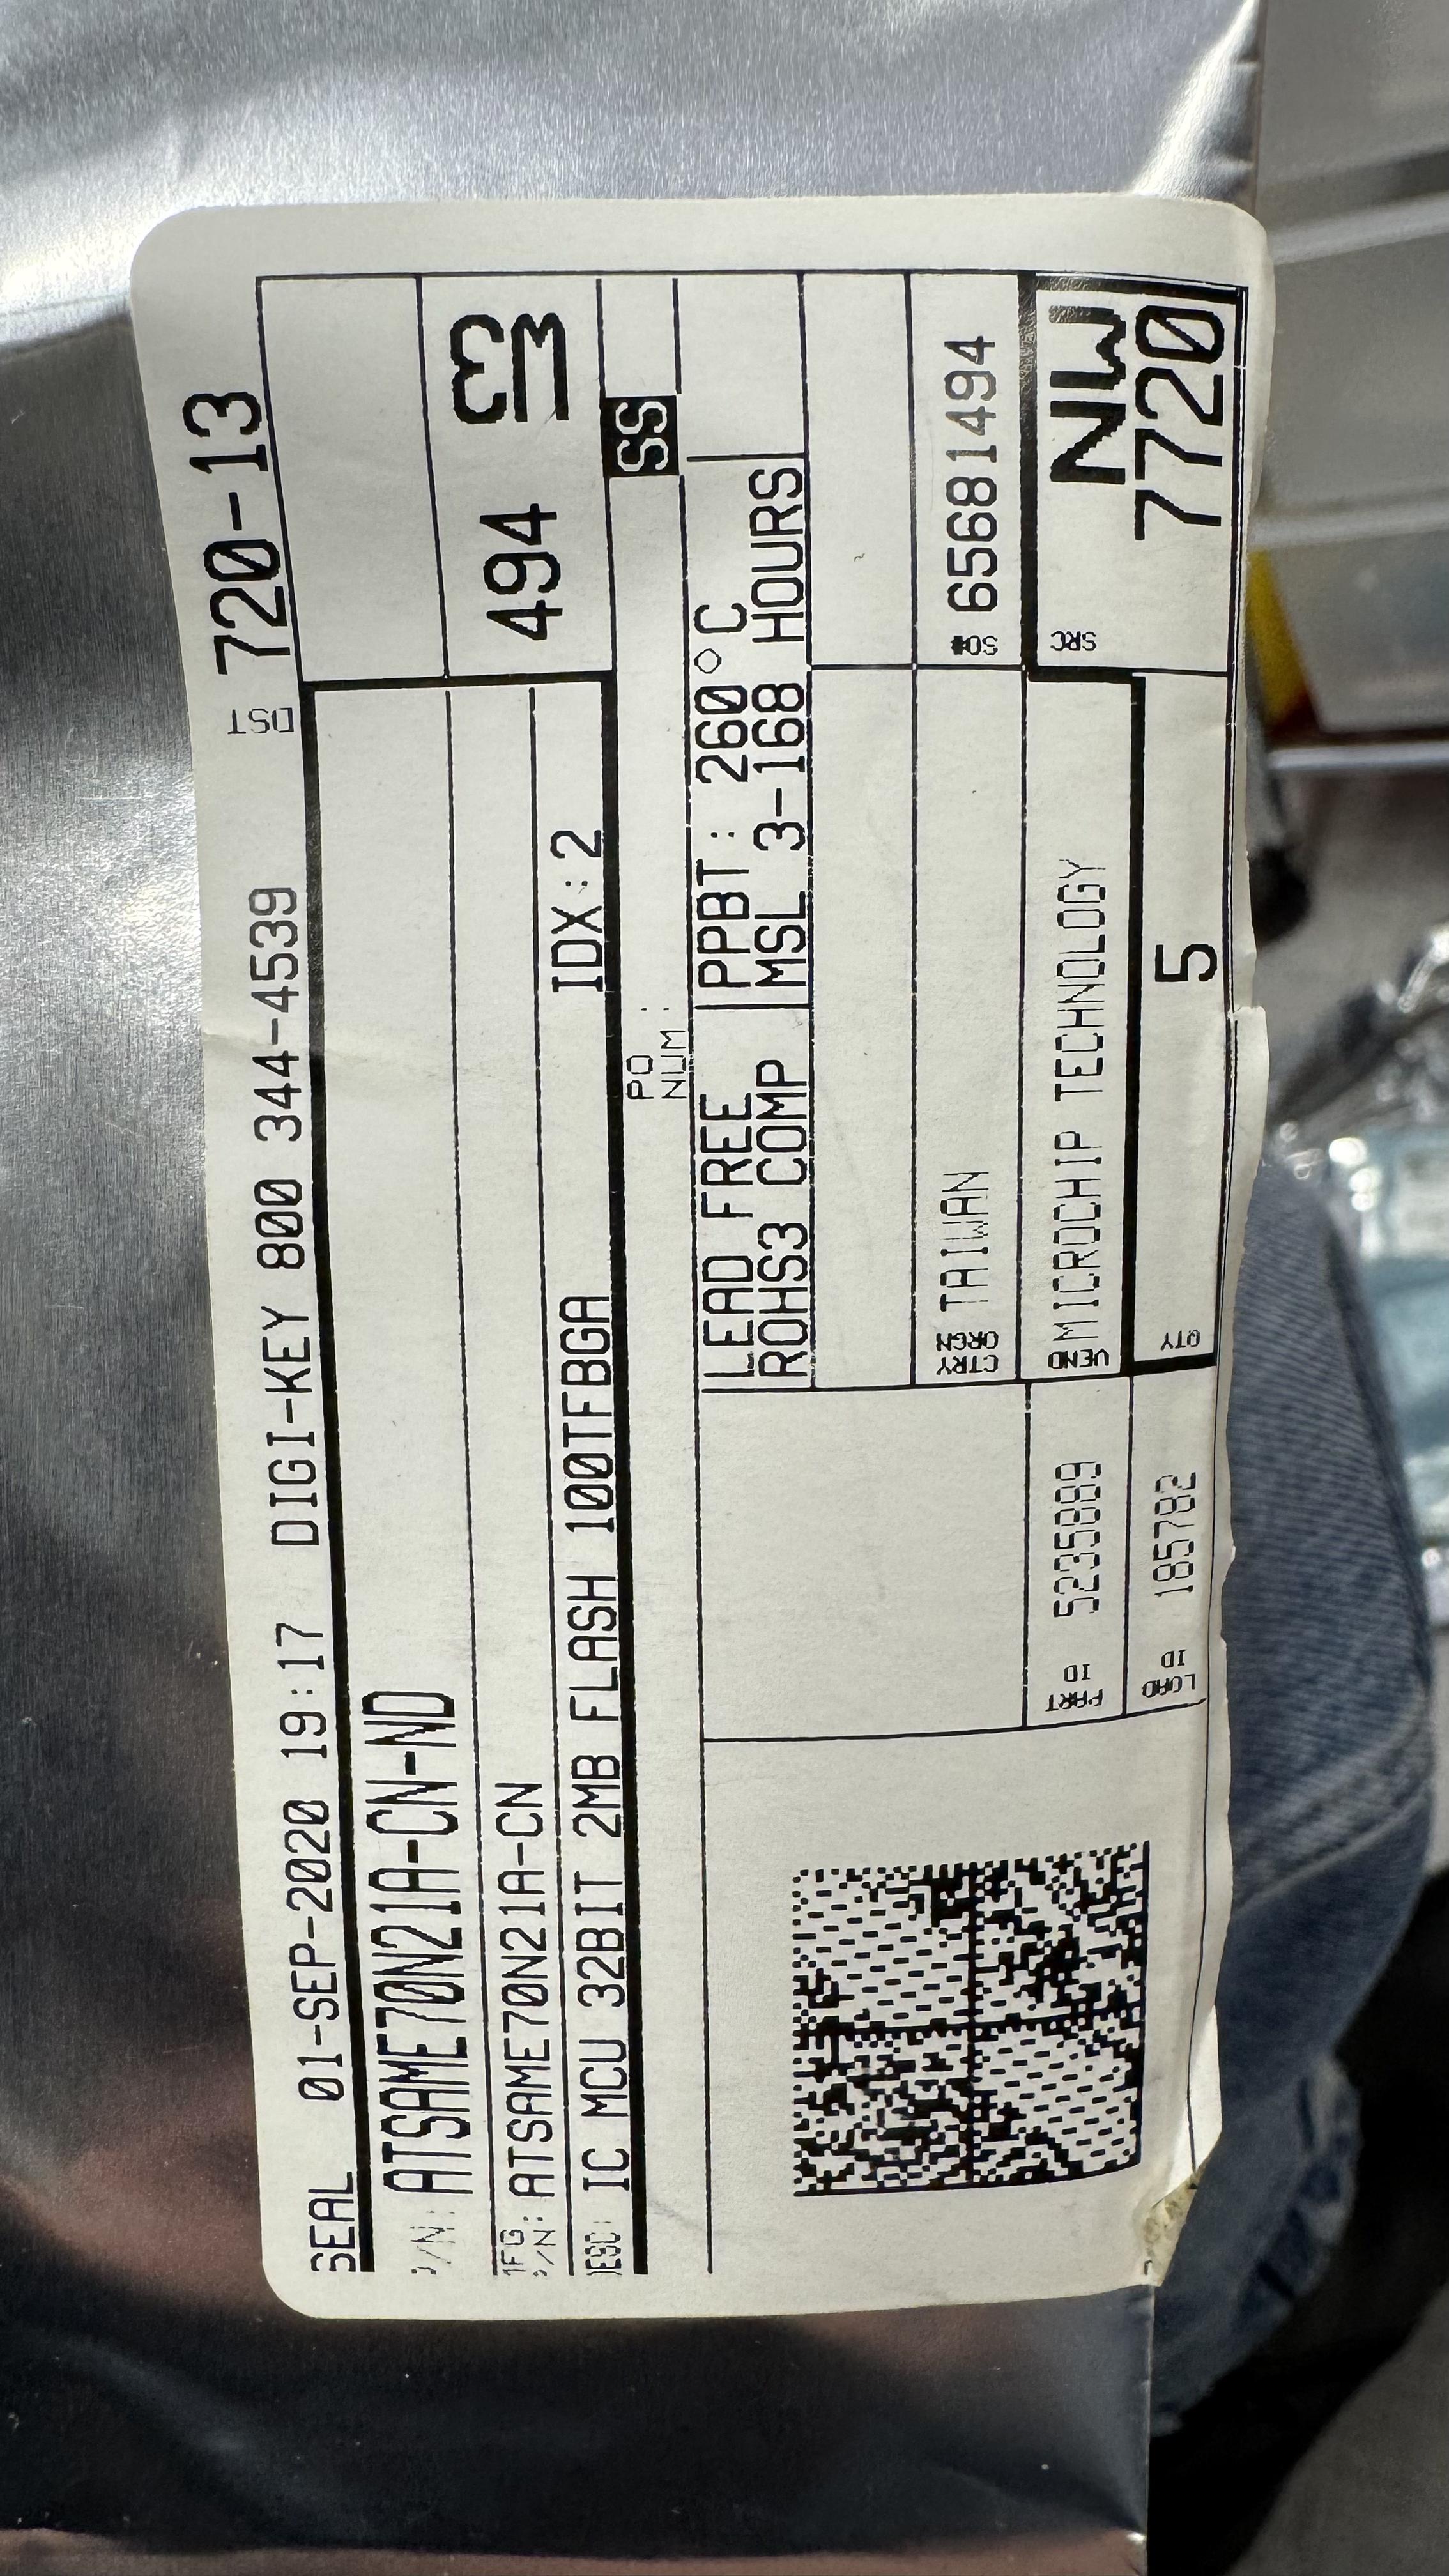 SEAL 01-SEP-2020 19:17 DIGI-KEY 800 344-4539 DST 720-13
P/N: ATSAME70N21A-CN-ND
MFG P/N: ATSAME70N21A-CN
494
DESC: IC MCU 32BIT 2MB FLASH 100TFBGA IDX: 2
PO NUM:
SS
LEAD FREE
ROHS3 COMP
PPBT: 260°C
MSL 3-168 HOURS
CTRY ORGN TAIWAN
SO# 65681494
PART ID 5235889
VEND MICROCHIP TECHNOLOGY
SRC NW
7720
LOAD ID 185782
QTY 5